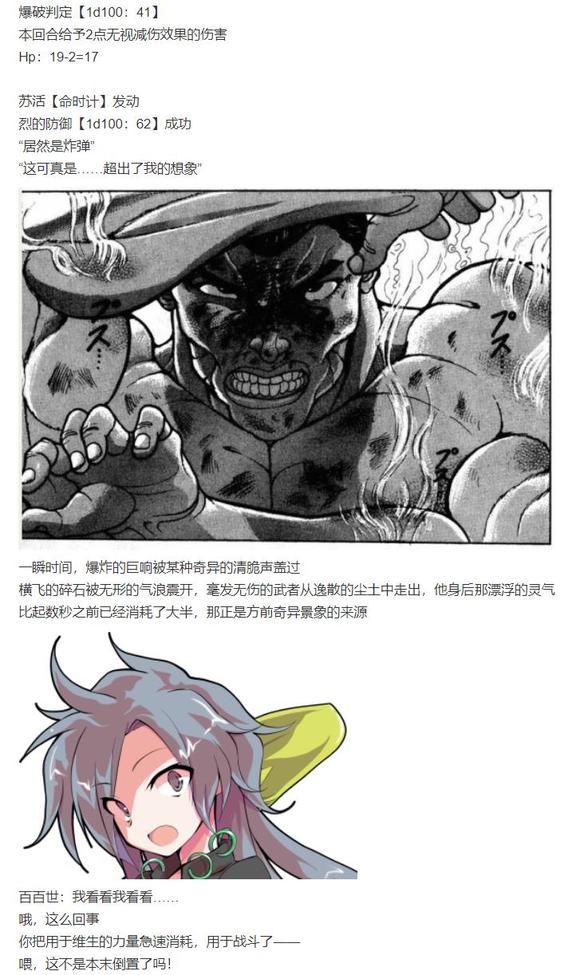 爆破判定【1d100：41】
本回合给予2点无视减伤效果的伤害
Hp：19-2=17
苏活【命时计】发动
烈的防御【1d100：62】成功
“居然是炸弹”
“这可真是……超出了我的想象”
プス…
プス…
プス
一瞬时间，爆炸的巨响被某种奇异的清脆声盖过
横飞的碎石被无形的气浪震开，毫发无伤的武者从逸散的尘土中走出，他身后那漂浮的灵气
比起数秒之前已经消耗了大半，那正是方前奇异景象的来源
百百世：我看看我看看……
哦，这么回事
你把用于维生的力量急速消耗，用于战斗了——
喂，这不是本末倒置了吗！